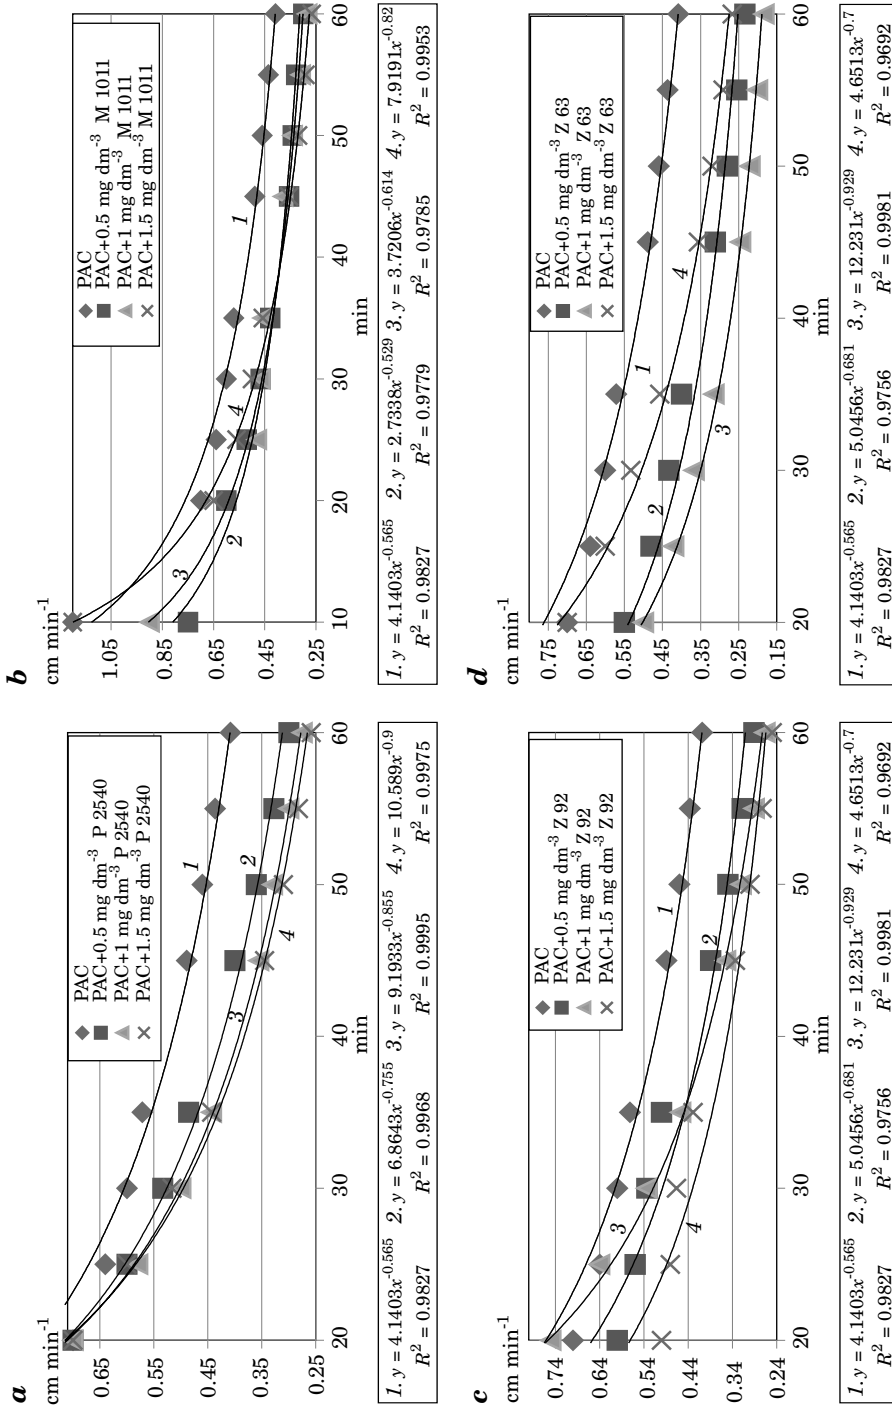 a
cm min⁻¹
0.65
0.55
0.45
0.35
0.25
20
30
40
50
60
min
PAC
PAC+0.5 mg dm⁻³ P 2540
PAC+1 mg dm⁻³ P 2540
PAC+1.5 mg dm⁻³ P 2540
1
2
3
4
1. y = 4.1403x^-0.565 2. y = 6.8643x^-0.755 3. y = 9.1933x^-0.855 4. y = 10.589x^-0.9
R² = 0.9827 R² = 0.9968 R² = 0.9995 R² = 0.9975
b
cm min⁻¹
1.05
0.85
0.65
0.45
0.25
10
20
30
40
50
60
min
PAC
PAC+0.5 mg dm⁻³ M 1011
PAC+1 mg dm⁻³ M 1011
PAC+1.5 mg dm⁻³ M 1011
1
4
3
2
1. y = 4.1403x^-0.565 2. y = 2.7338x^-0.529 3. y = 3.7206x^-0.614 4. y = 7.9191x^-0.82
R² = 0.9827 R² = 0.9779 R² = 0.9785 R² = 0.9953
c
cm min⁻¹
0.74
0.64
0.54
0.44
0.34
0.24
20
30
40
50
60
min
PAC
PAC+0.5 mg dm⁻³ Z 92
PAC+1 mg dm⁻³ Z 92
PAC+1.5 mg dm⁻³ Z 92
1
2
3
4
1. y = 4.1403x^-0.565 2. y = 5.0456x^-0.681 3. y = 12.231x^-0.929 4. y = 4.6513x^-0.7
R² = 0.9827 R² = 0.9756 R² = 0.9981 R² = 0.9692
d
cm min⁻¹
0.75
0.65
0.55
0.45
0.35
0.25
0.15
20
30
40
50
60
min
PAC
PAC+0.5 mg dm⁻³ Z 63
PAC+1 mg dm⁻³ Z 63
PAC+1.5 mg dm⁻³ Z 63
1
4
2
3
1. y = 4.1403x^-0.565 2. y = 5.0456x^-0.681 3. y = 12.231x^-0.929 4. y = 4.6513x^-0.7
R² = 0.9827 R² = 0.9756 R² = 0.9981 R² = 0.9692